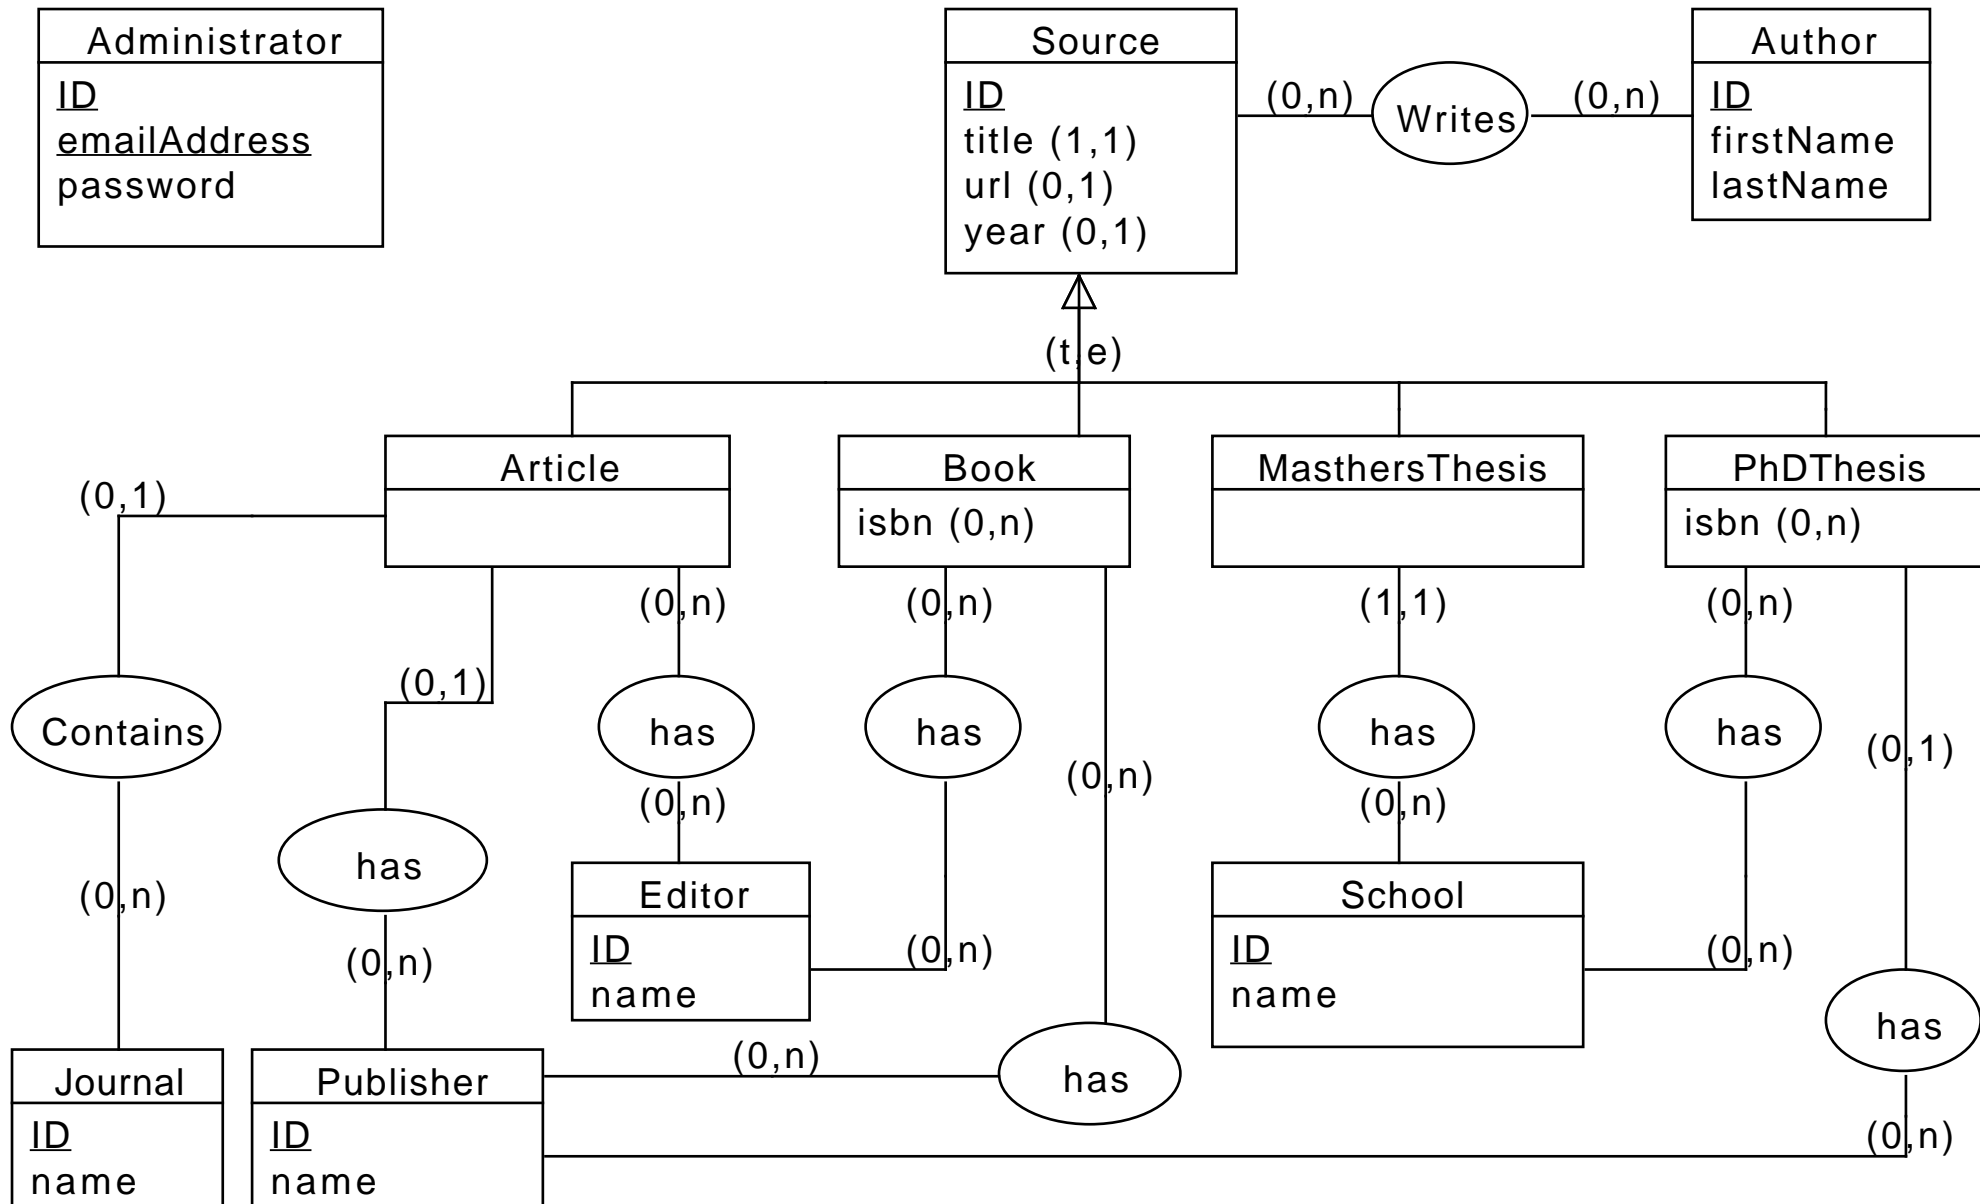 Administrator
ID
emailAddress
password
Source
ID
title (1,1)
url (0,1)
year (0,1)
(0,n)
Writes
(0,n)
Author
ID
firstName
lastName
(t,e)
Article
Book
isbn (0,n)
MasthersThesis
PhDThesis
isbn (0,n)
(0,1)
(0,n)
(0,n)
(1,1)
(0,n)
(0,1)
Contains
has
has
has
has
(0,1)
(0,n)
(0,n)
(0,n)
has
(0,n)
(0,n)
Editor
ID
name
(0,n)
School
ID
name
(0,n)
has
(0,n)
has
Journal
ID
name
Publisher
ID
name
(0,n)